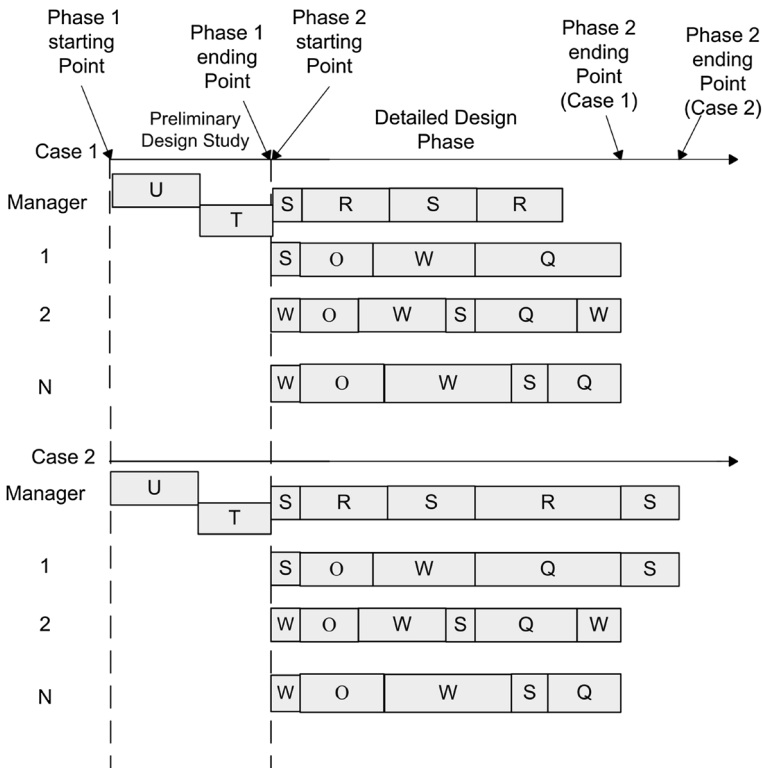 Phase 1
starting
Point
Phase 1
ending
Point
Phase 2
starting
Point
Phase 2
ending
Point
(Case 1)
Phase 2
ending
Point
(Case 2)
Preliminary
Design Study
Detailed Design
Phase
Case 1
Manager U T S R S R
1 S O W Q
2 W O W S Q W
N W O W S Q
Case 2
Manager U T S R S R S
1 S O W Q S
2 W O W S Q W
N W O W S Q